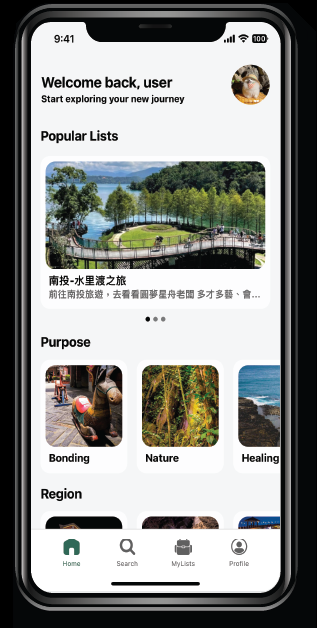 9:41
100
Welcome back, user
Start exploring your new journey
Popular Lists
南投-水里渡之旅
前往南投旅遊，去看看圓夢星舟老闆 多才多藝、會...
Purpose
Bonding
Nature
Healing
Region
Home
Search
MyLists
Profile